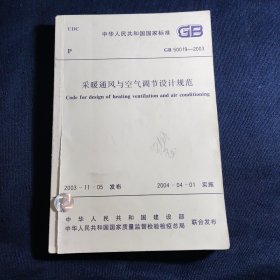 UDC
中华人民共和国国家标准 GB
P
GB 50019—2003
采暖通风与空气调节设计规范
Code for design of heating ventilation and air conditioning
2003-11-05 发布
2004-04-01 实施
中华人民共和国建设部
中华人民共和国国家质量监督检验检疫总局
联合发布